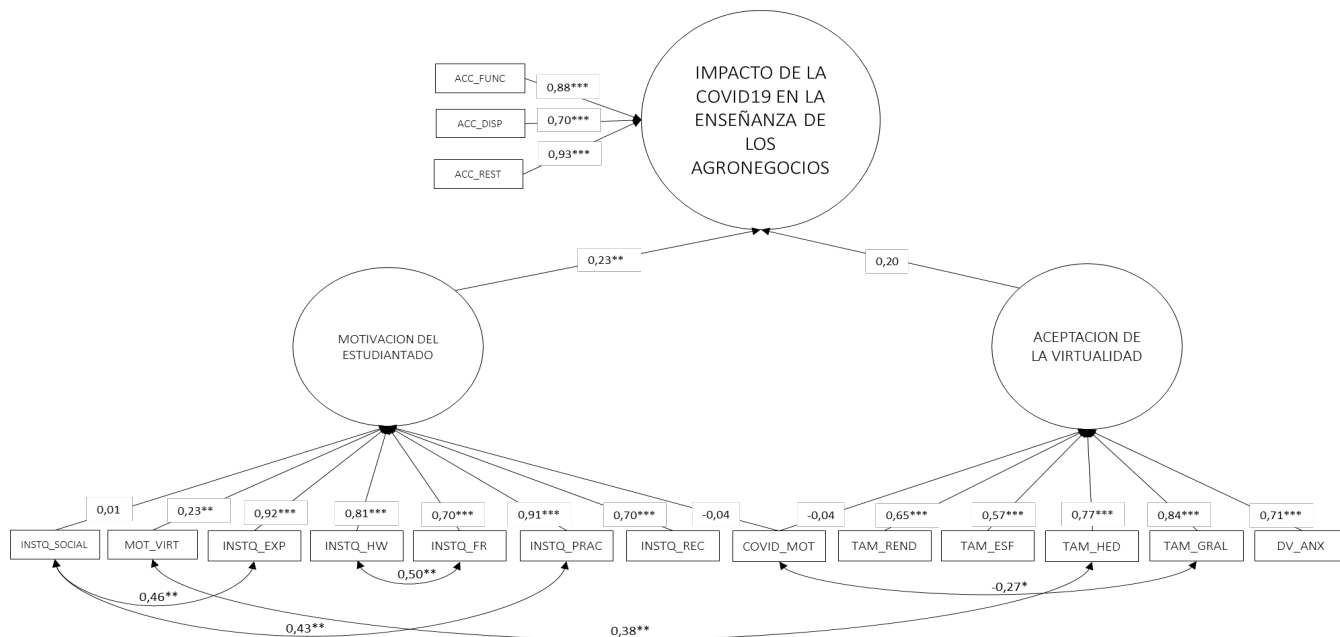 IMPACTO DE LA
COVID19 EN LA
ENSEÑANZA DE
LOS
AGRONEGOCIOS
ACC_FUNC
0,88***
ACC_DISP
0,70***
ACC_REST
0,93***
0,23**
0,20
MOTIVACION DEL
ESTUDIANTADO
ACEPTACION DE
LA VIRTUALIDAD
0,01
0,23**
0,92***
0,81***
0,70***
0,91***
0,70***
-0,04
-0,04
0,65***
0,57***
0,77***
0,84***
0,71***
INSTQ_SOCIAL
MOT_VIRT
INSTQ_EXP
INSTQ_HW
INSTQ_FR
INSTQ_PRAC
INSTQ_REC
COVID_MOT
TAM_REND
TAM_ESF
TAM_HED
TAM_GRAL
DV_ANX
0,50**
-0,27*
0,46**
0,43**
0,38**